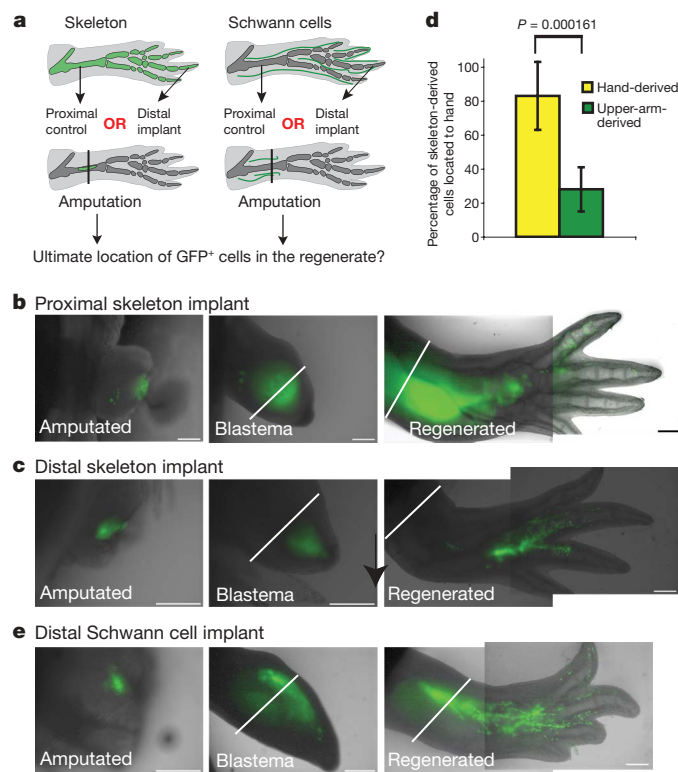 a
Skeleton
Schwann cells
Proximal control
OR
Distal implant
Proximal control
OR
Distal implant
Amputation
Amputation
Ultimate location of GFP⁺ cells in the regenerate?
d
P = 0.000161
Percentage of skeleton-derived
cells located to hand
100
80
60
40
20
0
Hand-derived
Upper-arm-
derived
b Proximal skeleton implant
Amputated
Blastema
Regenerated
c Distal skeleton implant
Amputated
Blastema
Regenerated
e Distal Schwann cell implant
Amputated
Blastema
Regenerated